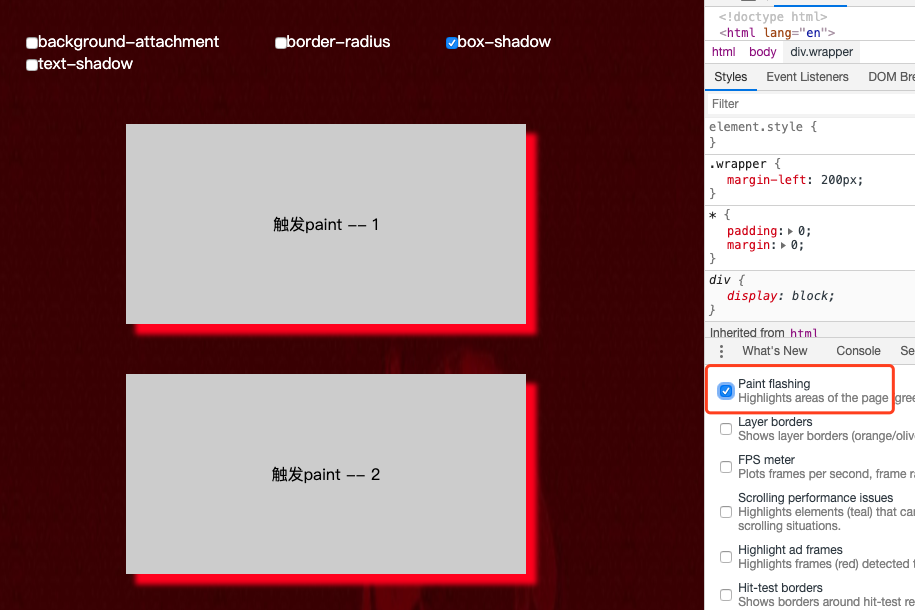 background-attachment
border-radius
box-shadow
text-shadow
触发paint -- 1
触发paint -- 2
<!doctype html>
<html lang="en">
html body div.wrapper
Styles Event Listeners DOM Bre
Filter
element.style {
}
.wrapper {
margin-left: 200px;
}
* {
padding: 0;
margin: 0;
}
div {
display: block;
}
Inherited from html
What's New Console Se
Paint flashing
Highlights areas of the page (gree
Layer borders
Shows layer borders (orange/oliv
FPS meter
Plots frames per second, frame ra
Scrolling performance issues
Highlights elements (teal) that can
scrolling situations.
Highlight ad frames
Highlights frames (red) detected t
Hit-test borders
Shows borders around hit-test re